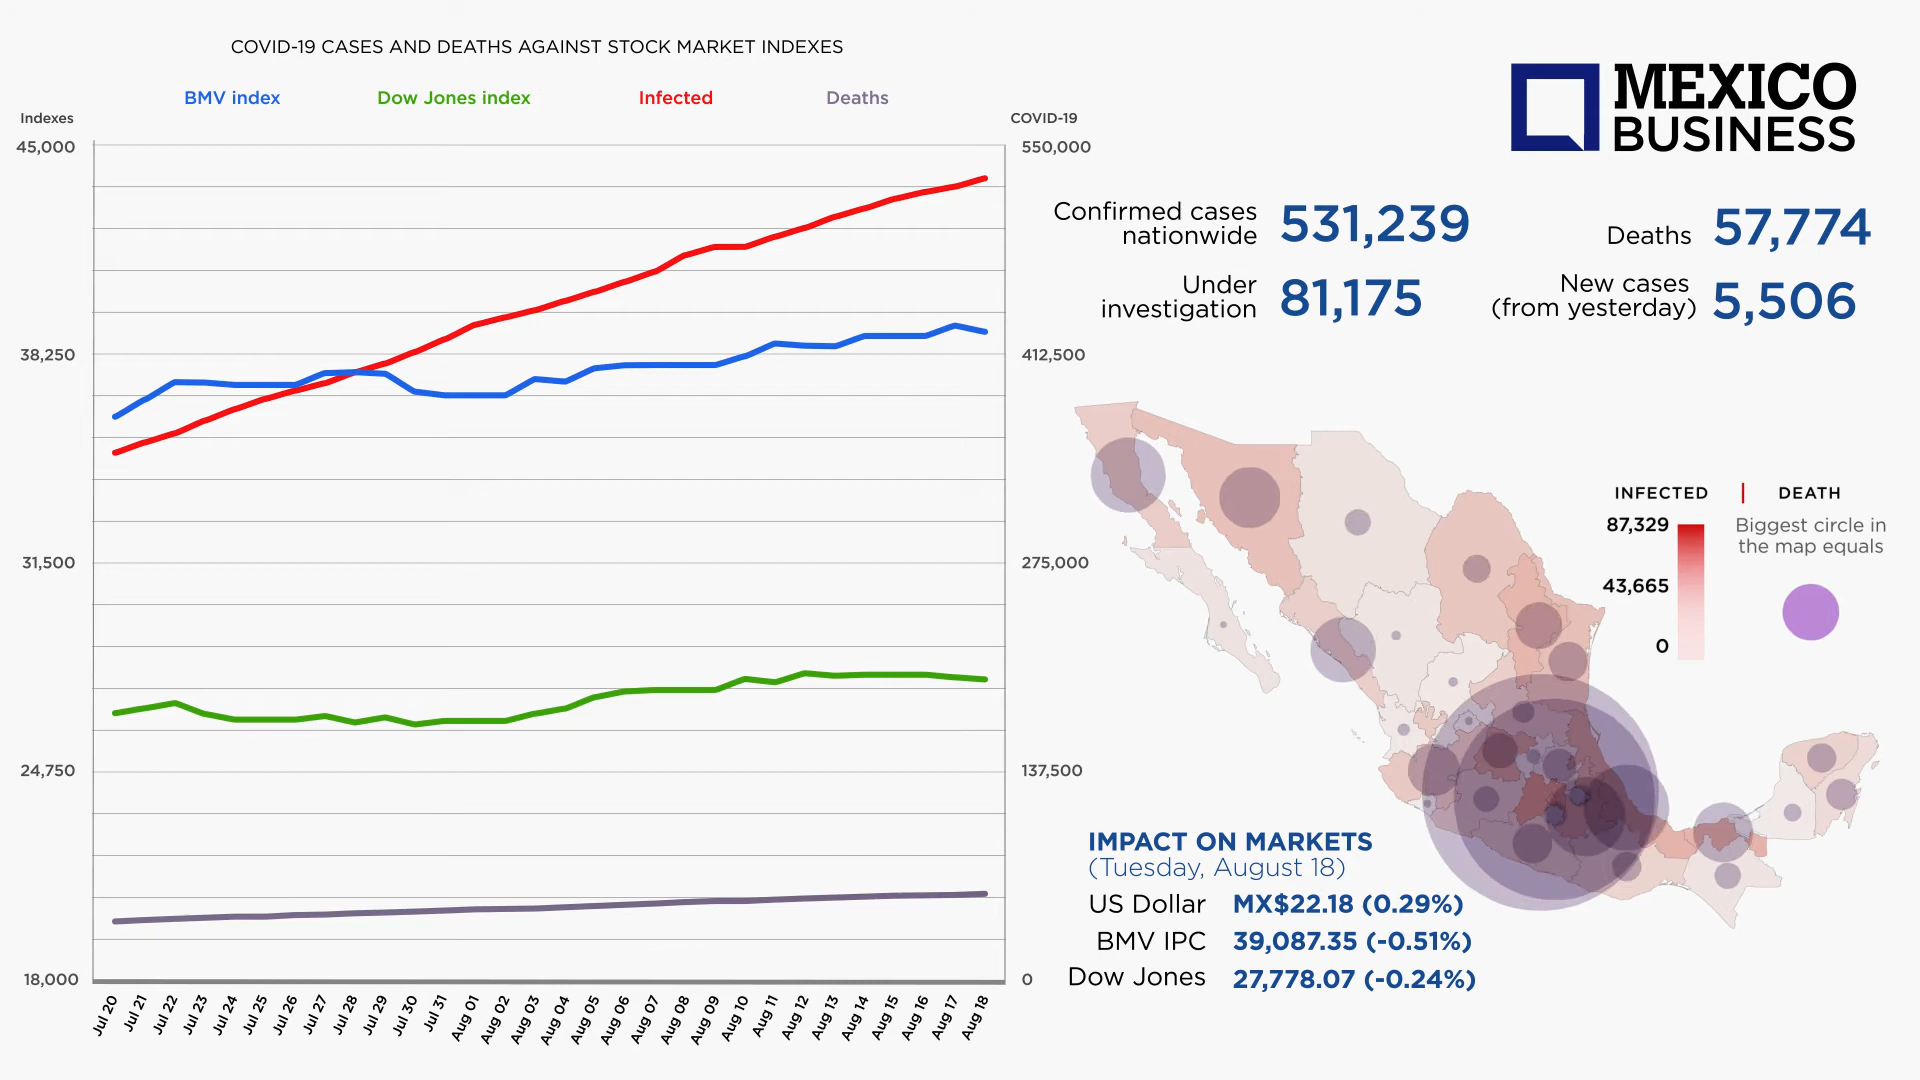 COVID-19 CASES AND DEATHS AGAINST STOCK MARKET INDEXES
BMV index
Dow Jones index
Infected
Deaths
Indexes
45,000
38,250
31,500
24,750
18,000
COVID-19
550,000
412,500
275,000
137,500
0
Jul 20
Jul 21
Jul 22
Jul 23
Jul 24
Jul 25
Jul 26
Jul 27
Jul 28
Jul 29
Jul 30
Jul 31
Aug 01
Aug 02
Aug 03
Aug 04
Aug 05
Aug 06
Aug 07
Aug 08
Aug 09
Aug 10
Aug 11
Aug 12
Aug 13
Aug 14
Aug 15
Aug 16
Aug 17
Aug 18
MEXICO
BUSINESS
Confirmed cases
nationwide
531,239
Deaths
57,774
Under
investigation
81,175
New cases
(from yesterday)
5,506
INFECTED | DEATH
87,329
43,665
0
Biggest circle in
the map equals
IMPACT ON MARKETS
(Tuesday, August 18)
US Dollar MX$22.18 (0.29%)
BMV IPC 39,087.35 (-0.51%)
Dow Jones 27,778.07 (-0.24%)